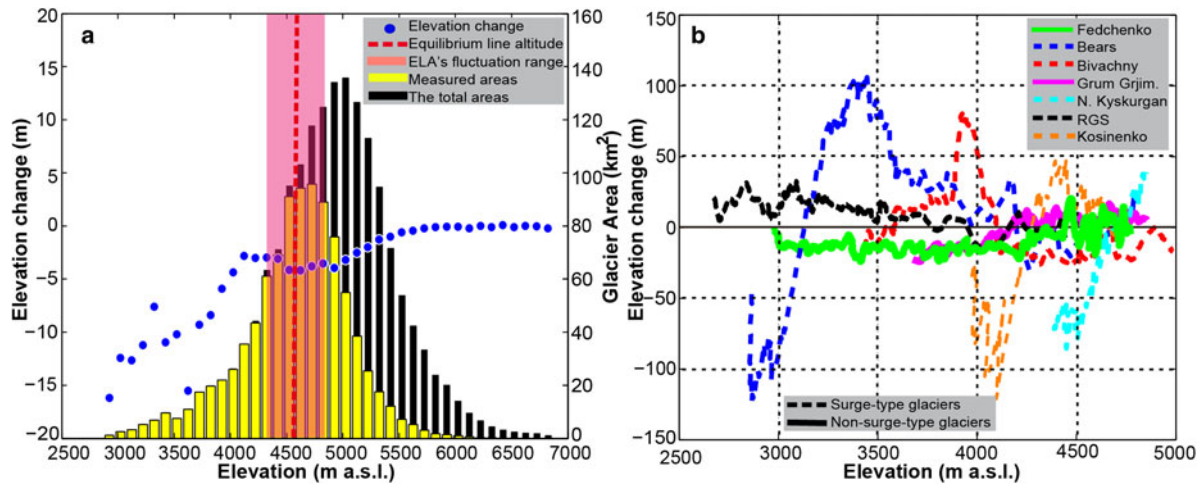 a
Elevation change
Equilibrium line altitude
ELA's fluctuation range
Measured areas
The total areas
20
15
10
5
0
−5
−10
−15
−20
Elevation change (m)
160
140
120
100
80
60
40
20
0
Glacier Area (km²)
2500 3000 3500 4000 4500 5000 5500 6000 6500 7000
Elevation (m a.s.l.)
b
Fedchenko
Bears
Bivachny
Grum Grjim.
N. Kyskurgan
RGS
Kosinenko
150
100
50
0
−50
−100
−150
Elevation change (m)
Surge-type glaciers
Non-surge-type glaciers
2500 3000 3500 4000 4500 5000
Elevation (m a.s.l.)